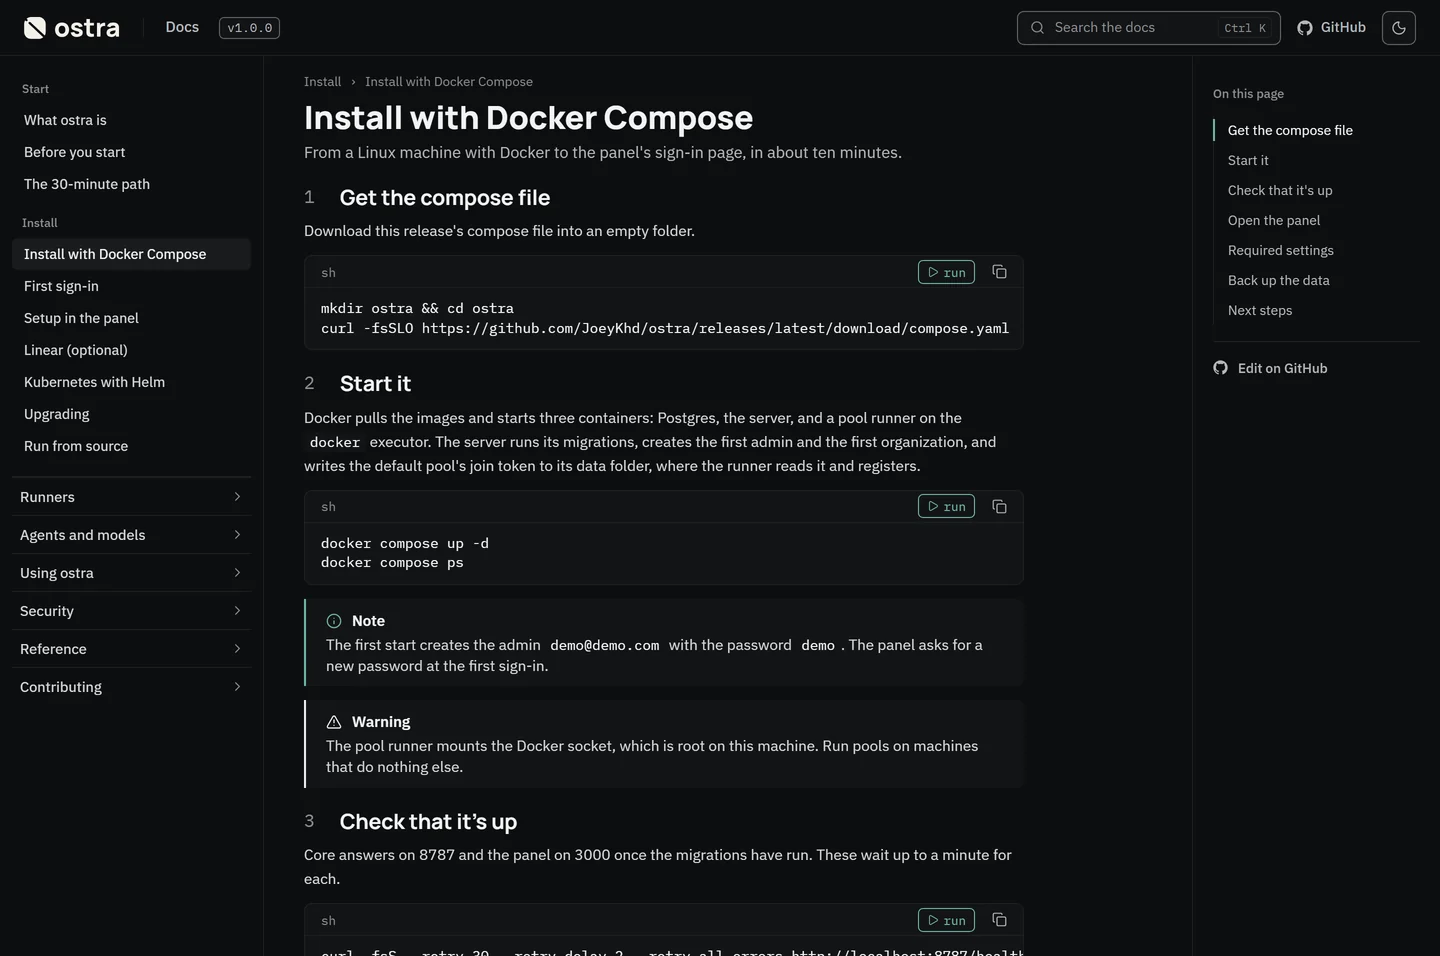 ostra
Docs
v1.0.0
Search the docs
Ctrl K
GitHub
Start
What ostra is
Before you start
The 30-minute path
Install
Install with Docker Compose
First sign-in
Setup in the panel
Linear (optional)
Kubernetes with Helm
Upgrading
Run from source
Runners
Agents and models
Using ostra
Security
Reference
Contributing
Install › Install with Docker Compose
Install with Docker Compose
From a Linux machine with Docker to the panel's sign-in page, in about ten minutes.
1 Get the compose file
Download this release's compose file into an empty folder.
sh
run
mkdir ostra && cd ostra
curl -fsSLO https://github.com/JoeyKhd/ostra/releases/latest/download/compose.yaml
2 Start it
Docker pulls the images and starts three containers: Postgres, the server, and a pool runner on the
docker executor. The server runs its migrations, creates the first admin and the first organization, and
writes the default pool's join token to its data folder, where the runner reads it and registers.
sh
run
docker compose up -d
docker compose ps
Note
The first start creates the admin demo@demo.com with the password demo . The panel asks for a
new password at the first sign-in.
Warning
The pool runner mounts the Docker socket, which is root on this machine. Run pools on machines
that do nothing else.
3 Check that it's up
Core answers on 8787 and the panel on 3000 once the migrations have run. These wait up to a minute for
each.
sh
run
curl -fsS --retry 30 --retry-delay 2 --retry-all-errors http://localhost:8787/health
On this page
Get the compose file
Start it
Check that it's up
Open the panel
Required settings
Back up the data
Next steps
Edit on GitHub